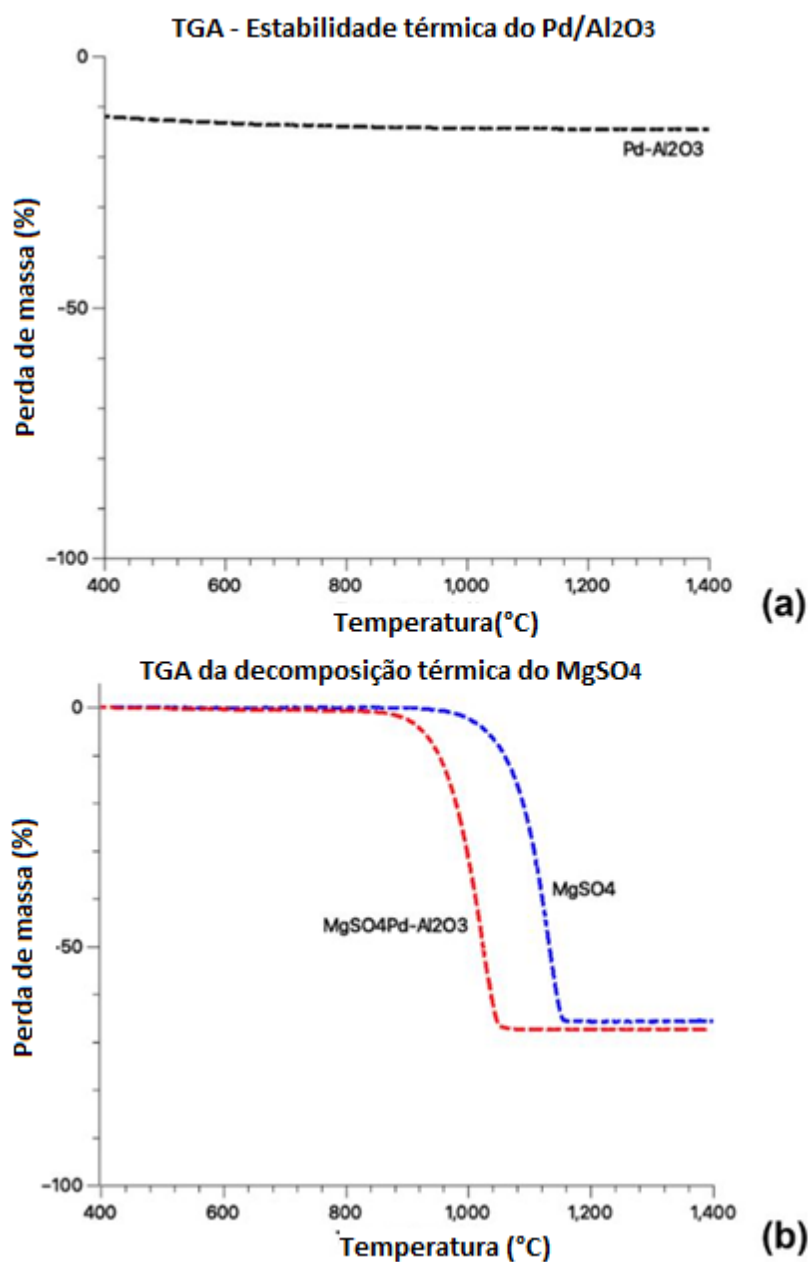 TGA - Estabilidade térmica do Pd/Al2O3
0
Pd-Al2O3
Perda de massa (%)
-50
-100
400 600 800 1,000 1,200 1,400
Temperatura(°C)
(a)
TGA da decomposição térmica do MgSO4
0
MgSO4
MgSO4Pd-Al2O3
Perda de massa (%)
-50
-100
400 600 800 1,000 1,200 1,400
Temperatura (°C)
(b)